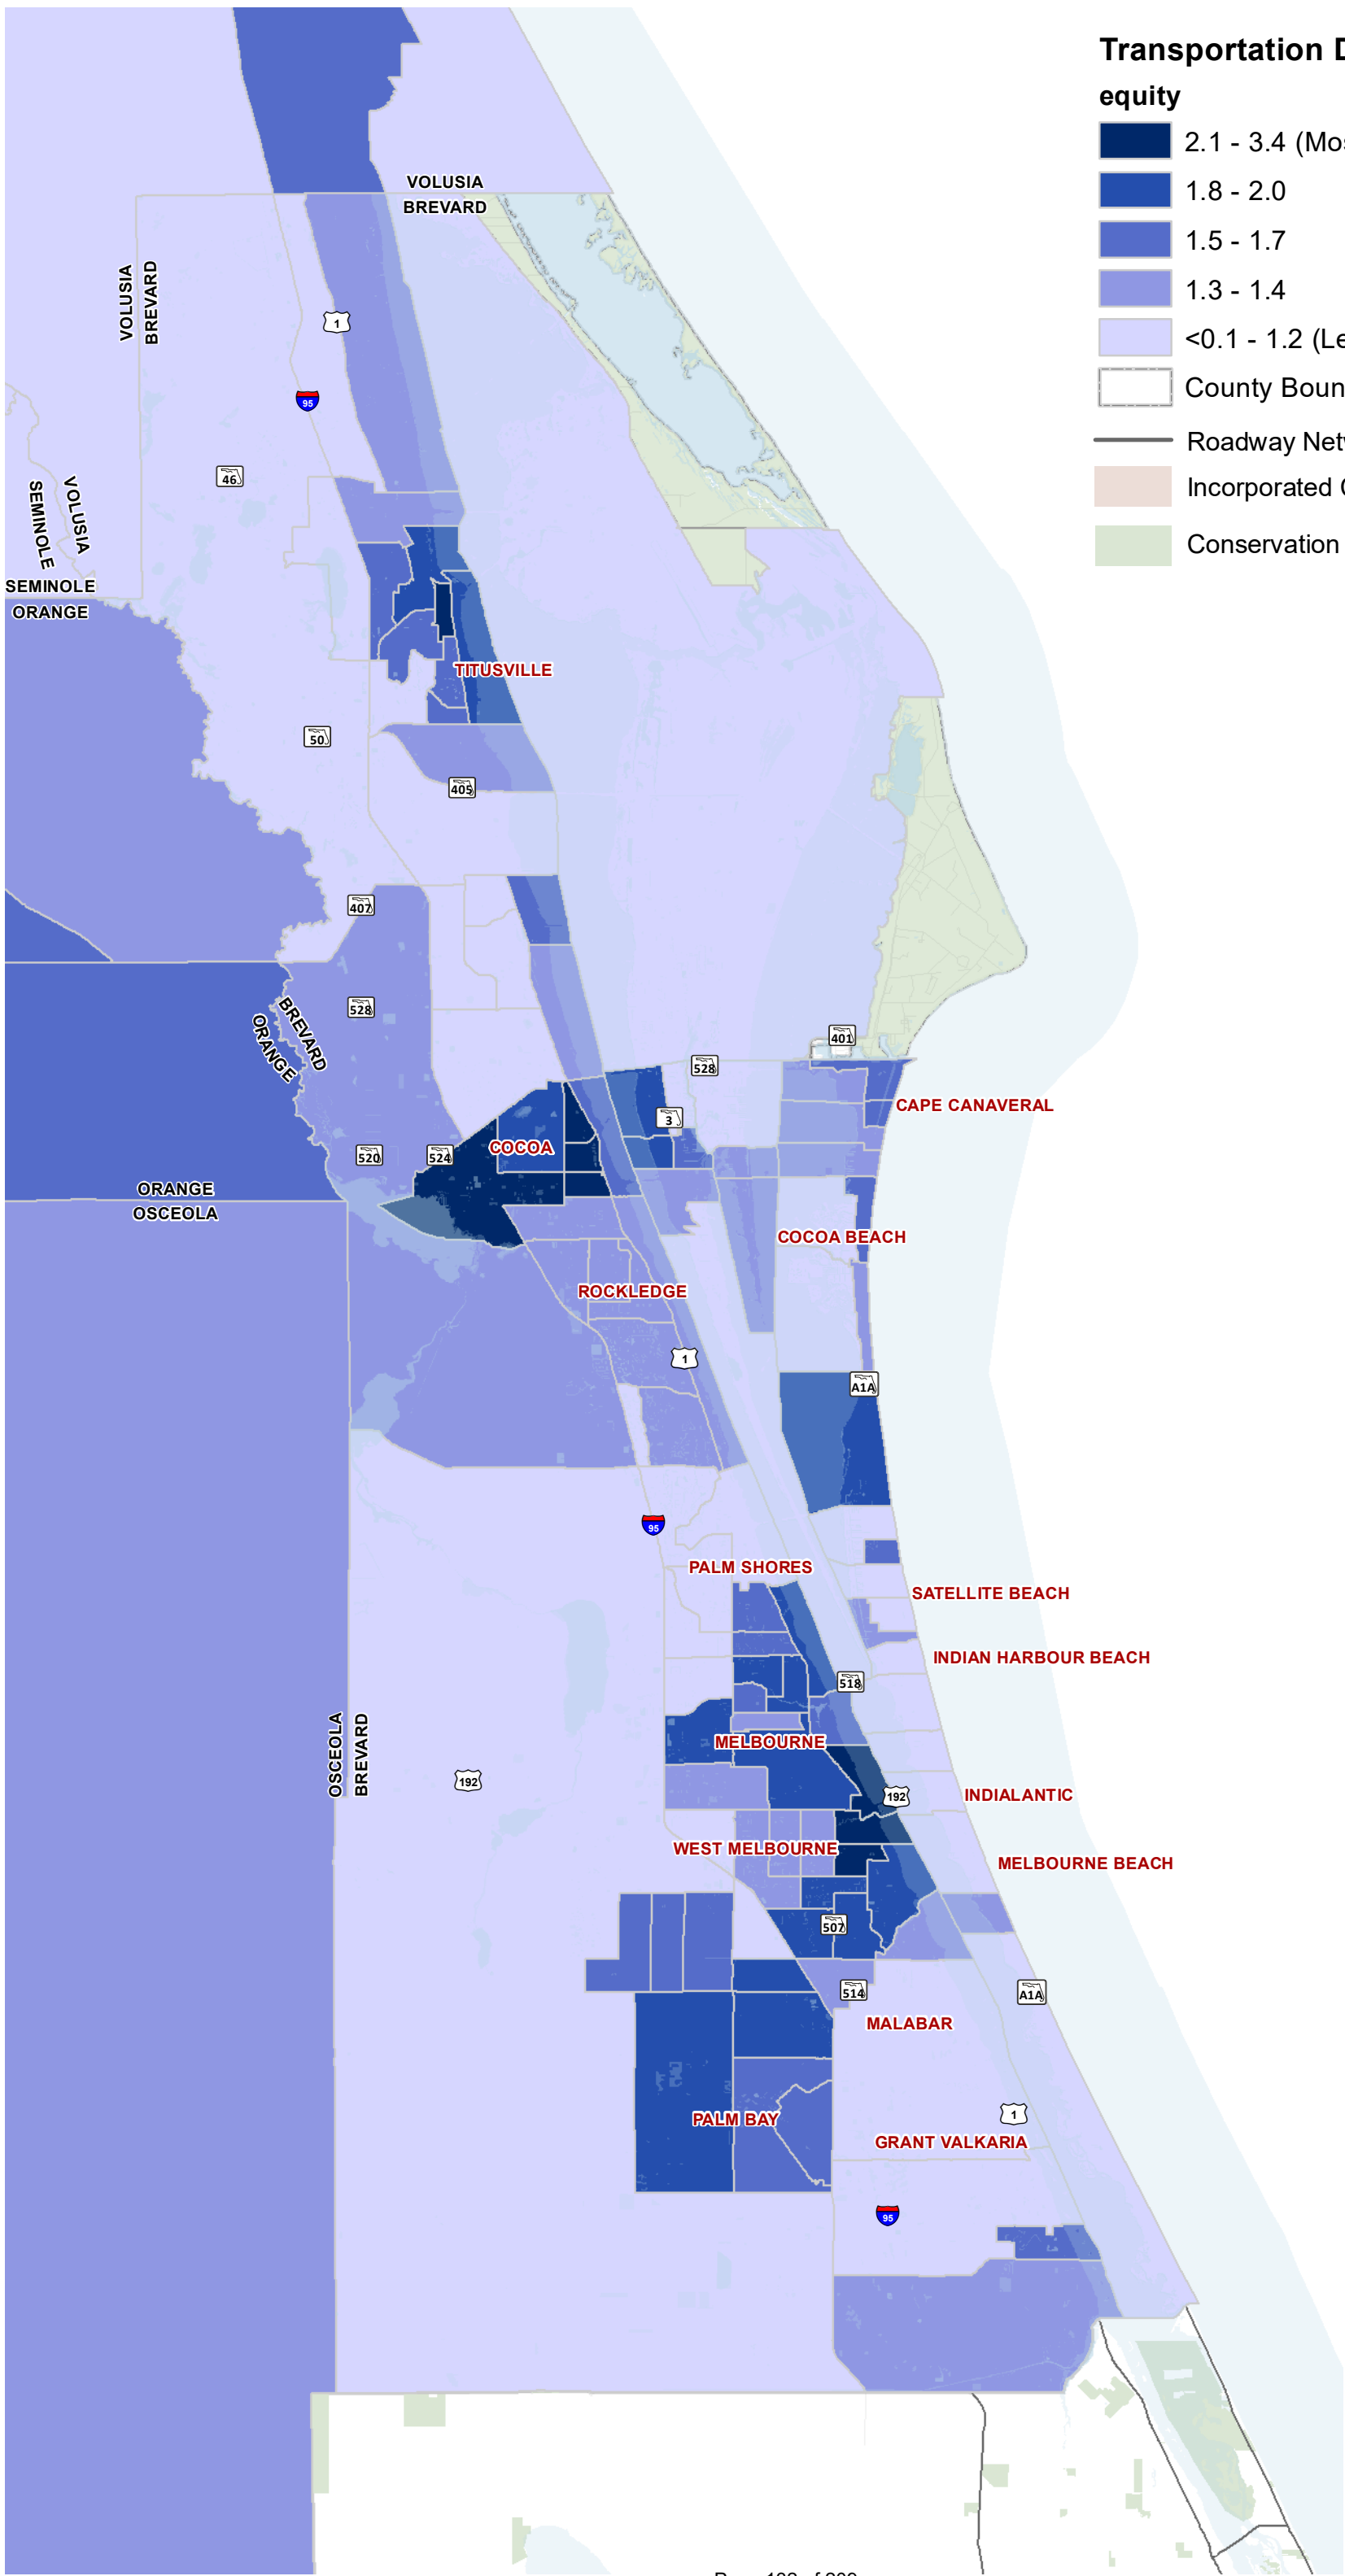 Transportation
equity
2.1 - 3.4
1.8 - 2.0
1.5 - 1.7
1.3 - 1.4
<0.1 - 1.2
County
Roadway
Incorporated
Conservation
VOLUSIA
BREVARD
VOLUSIA
BREVARD
1
95
46
VOLUSIA
SEMINOLE
SEMINOLE
ORANGE
TITUSVILLE
50
405
407
528
BREVARD
ORANGE
401
528
CAPE CANAVERAL
3
COCOA
520
524
ORANGE
OSCEOLA
COCOA BEACH
ROCKLEDGE
1
A1A
95
PALM SHORES
SATELLITE BEACH
INDIAN HARBOUR BEACH
518
MELBOURNE
OSCEOLA
BREVARD
192
192
INDIALANTIC
WEST MELBOURNE
MELBOURNE BEACH
507
514
A1A
MALABAR
PALM BAY
1
GRANT VALKARIA
95